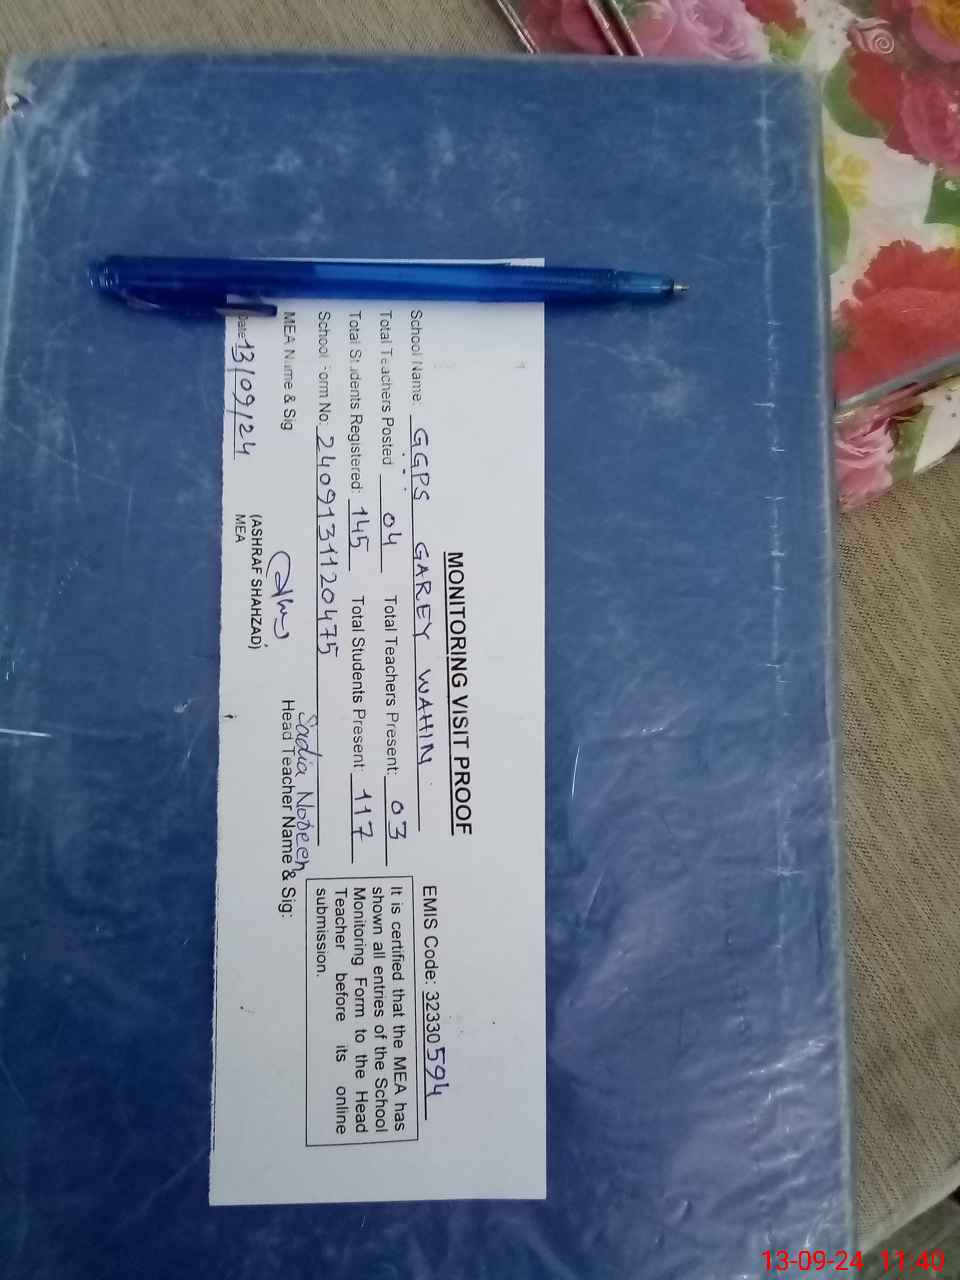 MONITORING VISIT PROOF
School Name: GGPS GAREY WAHIN EMIS Code: 32330594
Total Teachers Posted 04 Total Teachers Present: 03
Total Students Registered: 145 Total Students Present: 117
School Form No: 2409131120475
It is certified that the MEA has
shown all entries of the School
Monitoring Form to the Head
Teacher before its online
submission.
Sadia Nobeen
MEA Name & Sig Head Teacher Name & Sig:
(ASHRAF SHAHZAD)
MEA
Date 13/09/24
13-09-24 11:40